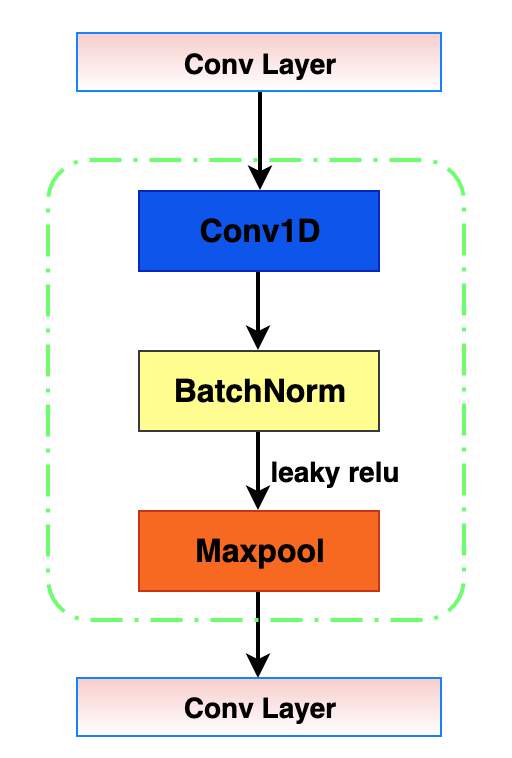 Conv Layer
Conv1D
BatchNorm
leaky relu
Maxpool
Conv Layer